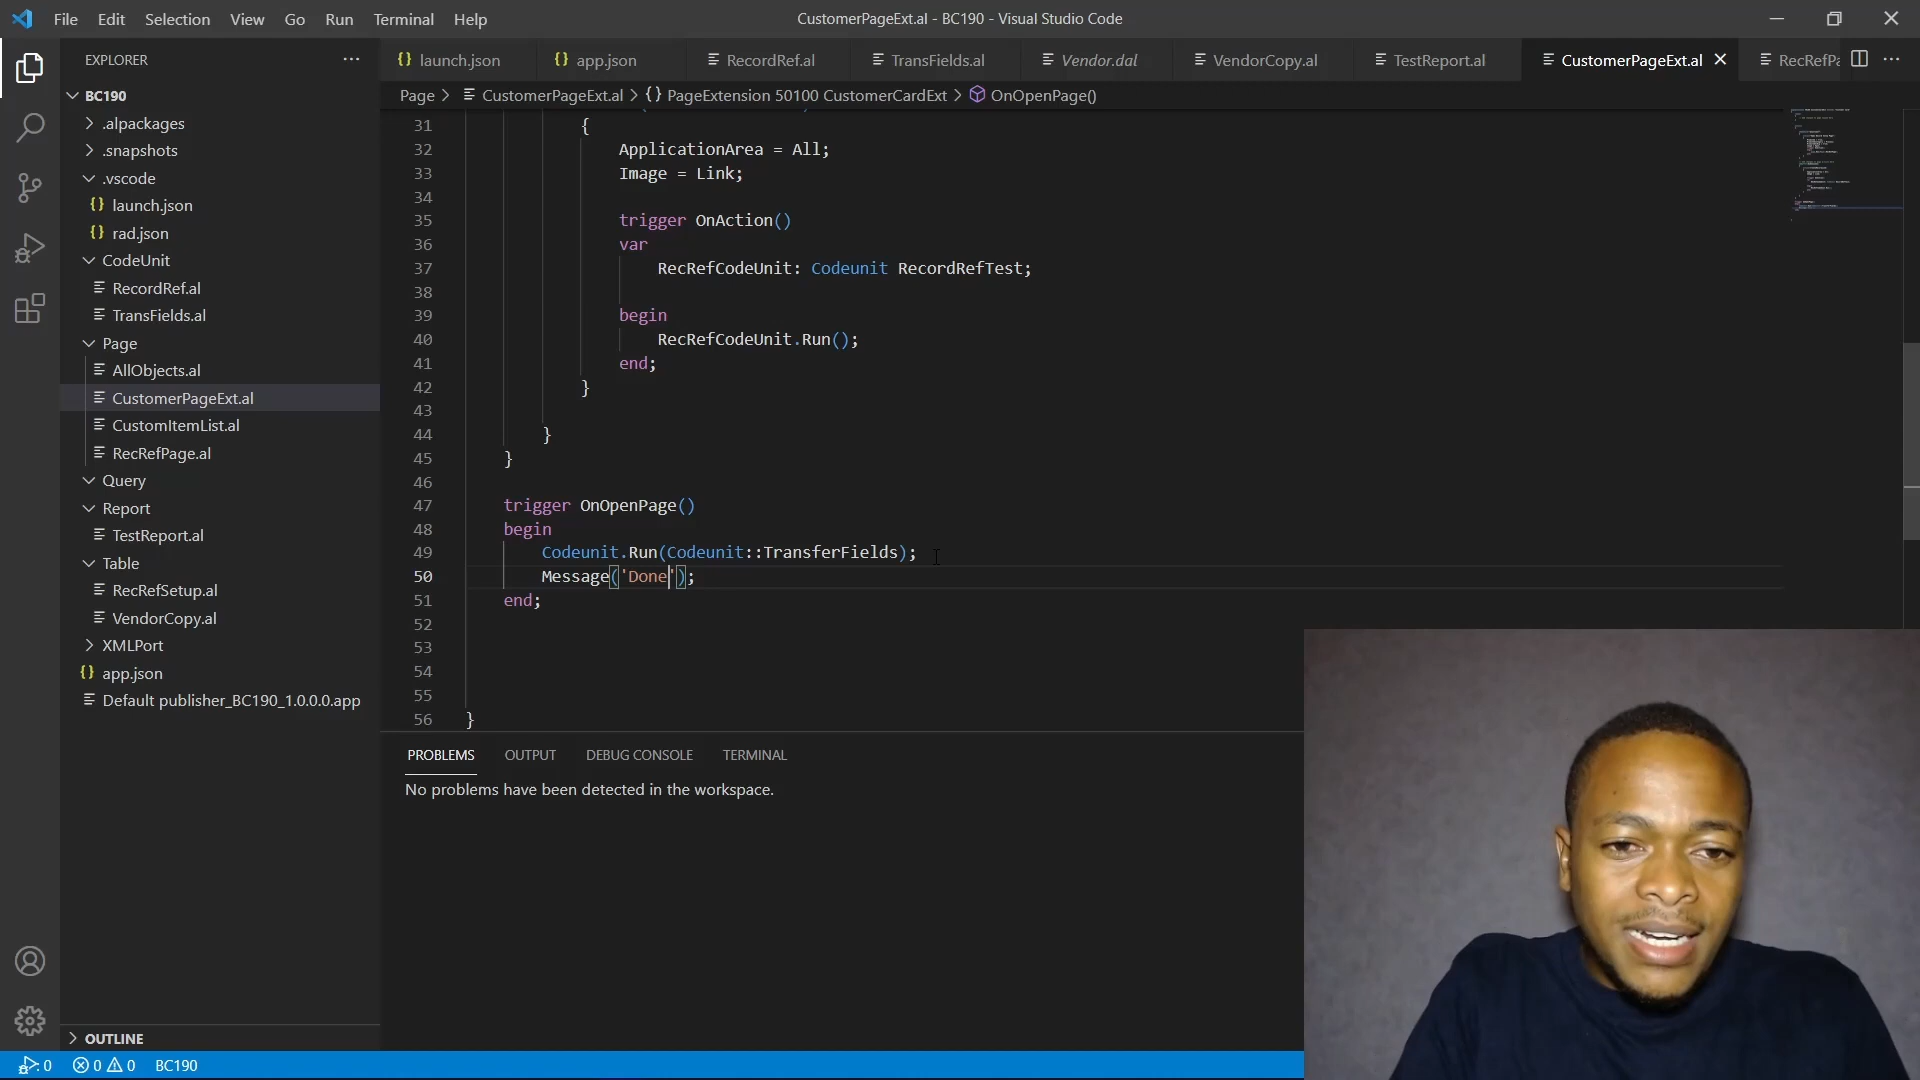 File Edit Selection View Go Run Terminal Help
CustomerPageExt.al - BC190 - Visual Studio Code
EXPLORER
launch.json
app.json
RecordRef.al
TransFields.al
Vendor.dal
VendorCopy.al
TestReport.al
CustomerPageExt.al
RecRefPa
Page > CustomerPageExt.al > {} PageExtension 50100 CustomerCardExt > OnOpenPage()
BC190
.alpackages
.snapshots
.vscode
launch.json
rad.json
CodeUnit
RecordRef.al
TransFields.al
Page
AllObjects.al
CustomerPageExt.al
CustomItemList.al
RecRefPage.al
Query
Report
TestReport.al
Table
RecRefSetup.al
VendorCopy.al
XMLPort
app.json
Default publisher_BC190_1.0.0.0.app
OUTLINE
31 {
32 ApplicationArea = All;
33 Image = Link;
34
35 trigger OnAction()
36 var
37 RecRefCodeUnit: Codeunit RecordRefTest;
38
39 begin
40 RecRefCodeUnit.Run();
41 end;
42 }
43
44 }
45 }
46
47 trigger OnOpenPage()
48 begin
49 Codeunit.Run(Codeunit::TransferFields);
50 Message('Done');
51 end;
52
53
54
55
56 }
PROBLEMS OUTPUT DEBUG CONSOLE TERMINAL
No problems have been detected in the workspace.
0 0 0 BC190